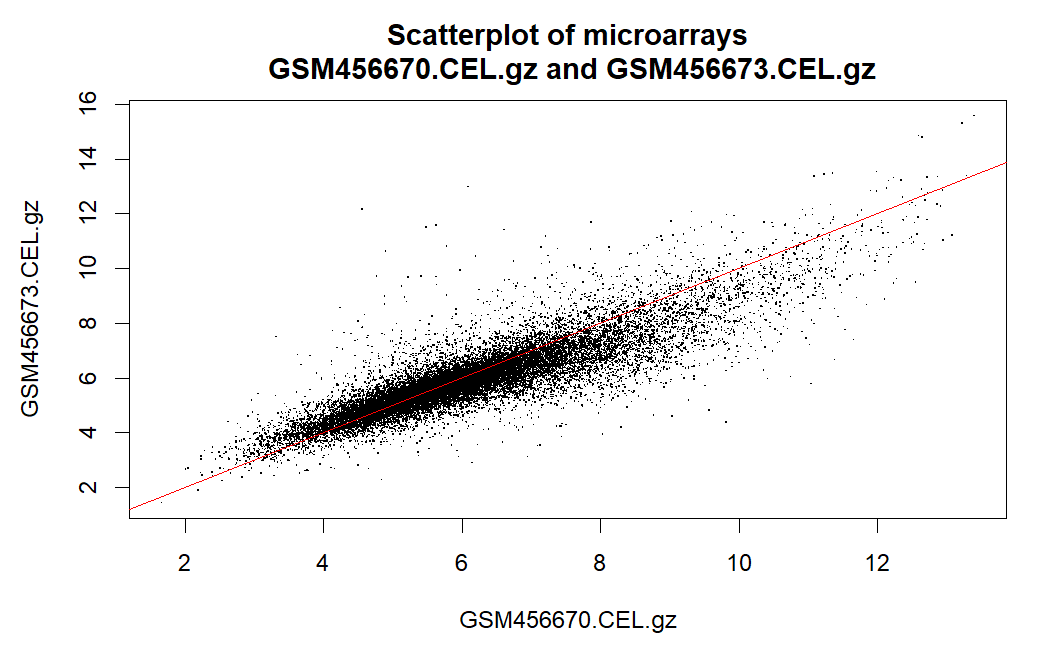 Scatterplot of microarrays
GSM456670.CEL.gz and GSM456673.CEL.gz
16
14
12
10
8
6
4
2
GSM456673.CEL.gz
2 4 6 8 10 12
GSM456670.CEL.gz